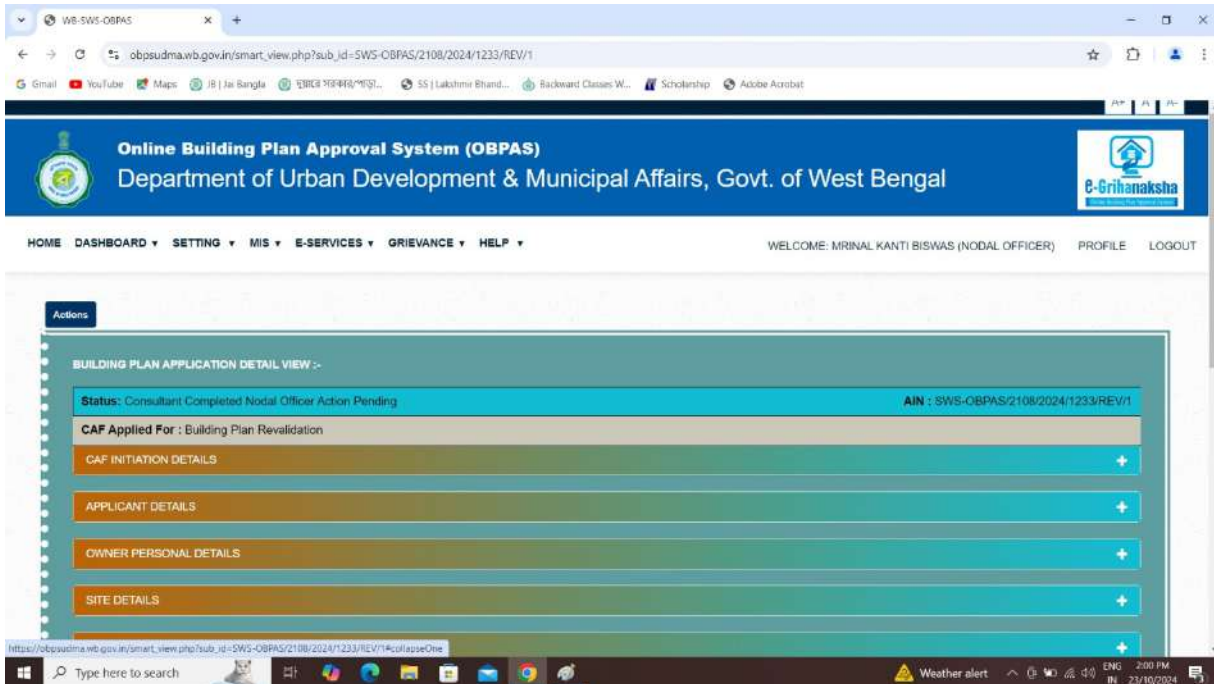 WB-SWS-OBPAS
obpsudma.wb.gov.in/smart_view.php?sub_id=SWS-OBPAS/2108/2024/1233/REV/1
Gmail YouTube Maps JB | Jai Bangla SS | Lakshmir Bhand... Backward Classes W... Scholarship Adobe Acrobat
A+ A A-
Online Building Plan Approval System (OBPAS)
Department of Urban Development & Municipal Affairs, Govt. of West Bengal
e-Grihanaksha
HOME DASHBOARD SETTING MIS E-SERVICES GRIEVANCE HELP WELCOME: MRINAL KANTI BISWAS (NODAL OFFICER) PROFILE LOGOUT
Actions
BUILDING PLAN APPLICATION DETAIL VIEW :-
Status: Consultant Completed Nodal Officer Action Pending AIN : SWS-OBPAS/2108/2024/1233/REV/1
CAF Applied For : Building Plan Revalidation
CAF INITIATION DETAILS
APPLICANT DETAILS
OWNER PERSONAL DETAILS
SITE DETAILS
https://obpsudma.wb.gov.in/smart_view.php?sub_id=SWS-OBPAS/2108/2024/1233/REV/1#collapseOne
Type here to search Weather alert ENG 2:00 PM
IN 23/10/2024